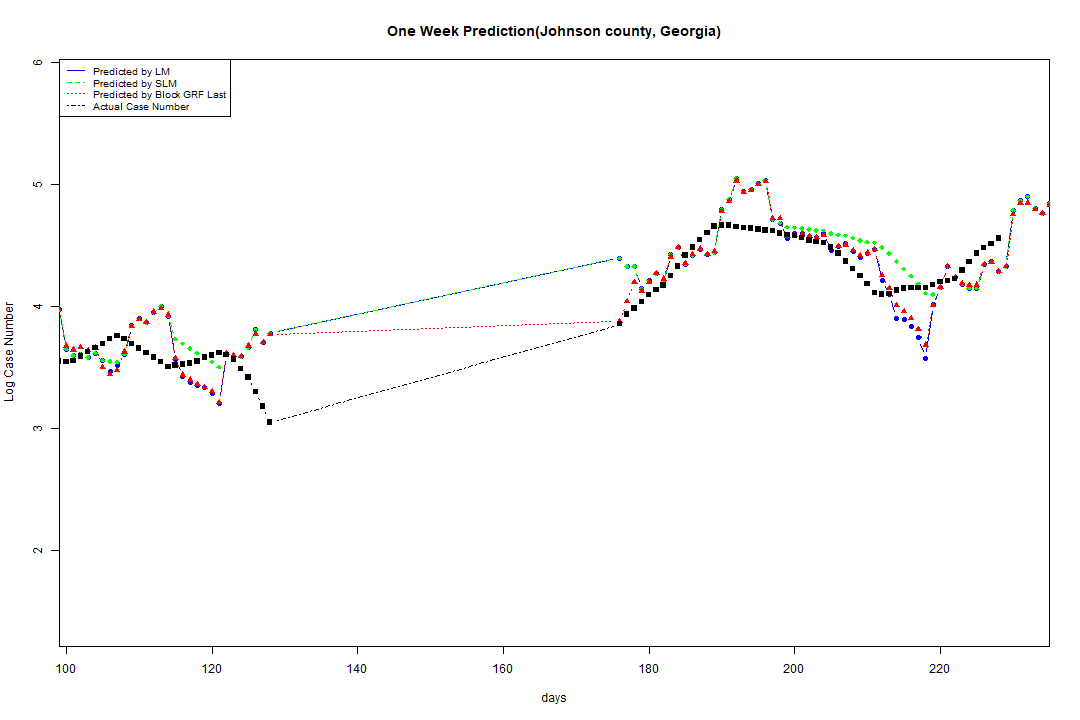 One Week Prediction(Johnson county, Georgia)
Predicted by LM
Predicted by SLM
Predicted by Block GRF Last
Actual Case Number
6
5
4
3
2
Log Case Number
100 120 140 160 180 200 220
days